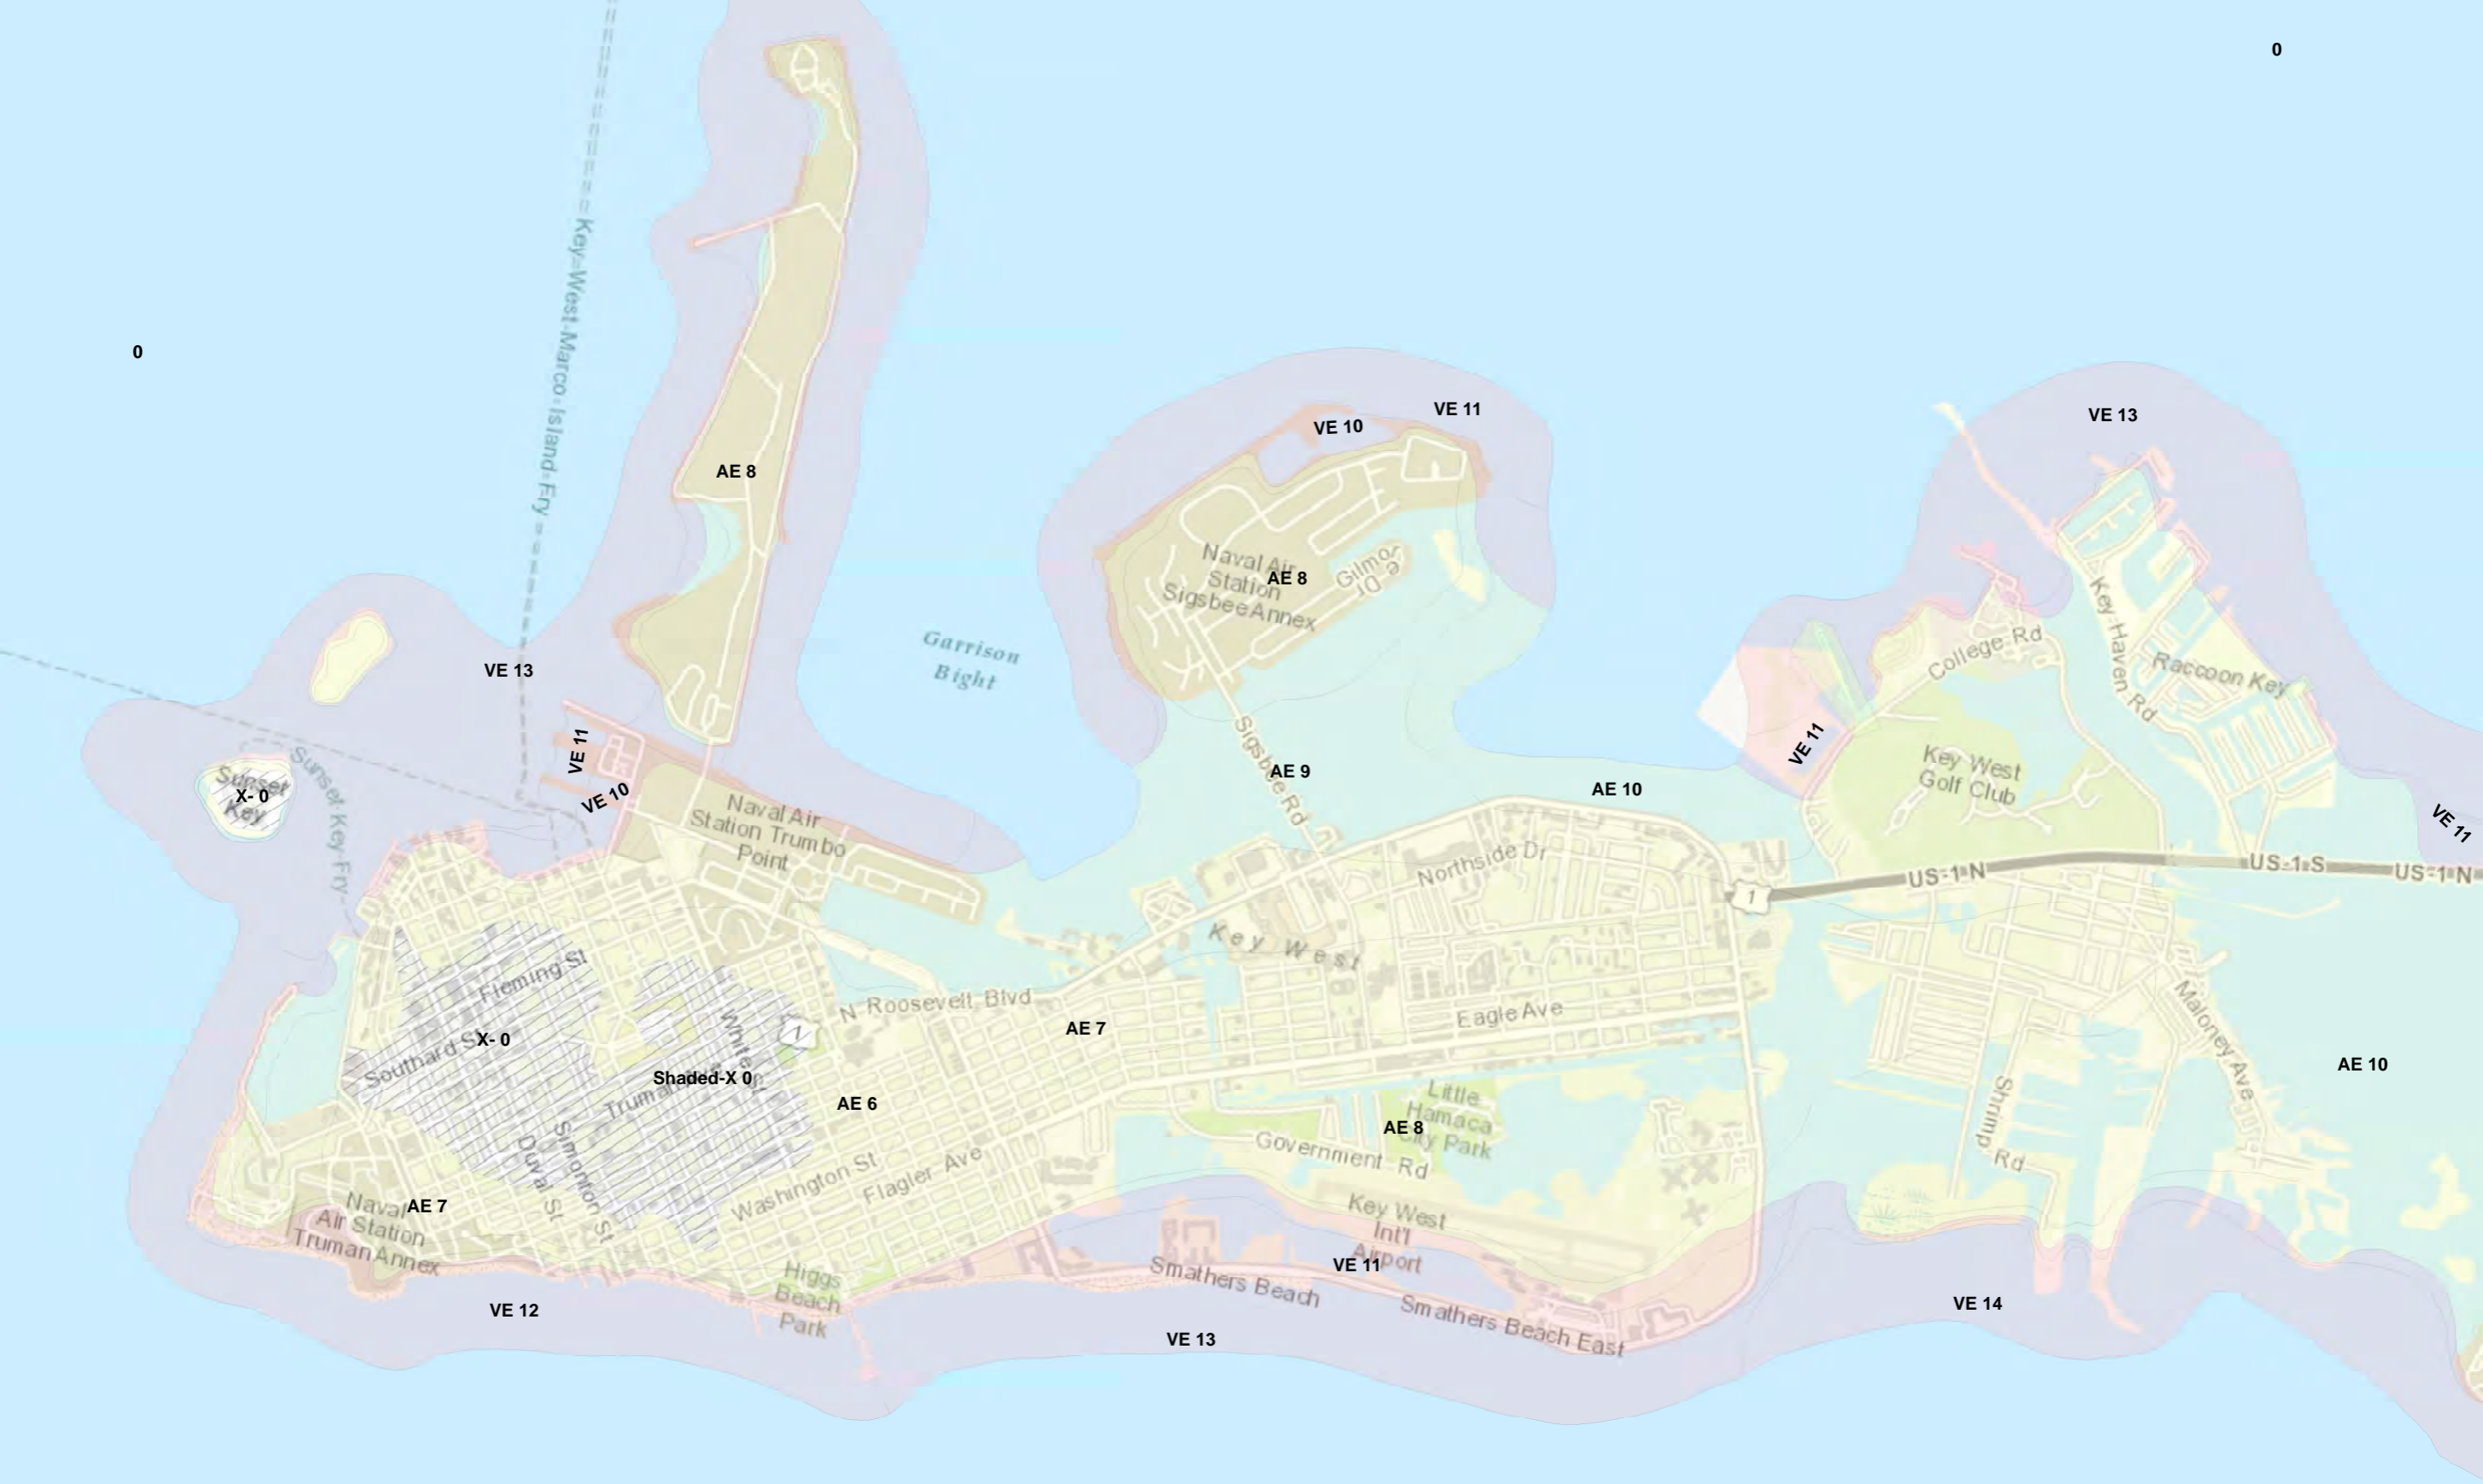 0
0
Key-West-Marco-Island-Fry
VE 11
VE 10
VE 13
AE 8
Naval Air
Station
Sigsbee Annex
AE 8
Gilmore Dr
Garrison
Bight
VE 13
College Rd
Key Haven Rd
Raccoon Key
VE 11
VE 10
Sunset
Key
X- 0
Sunset-Key-Fry
Sigsbee Rd
AE 9
AE 10
VE 11
Key West
Golf Club
VE 11
Naval Air
Station Trumbo
Point
Northside Dr
1
US-1 N
US-1 S
US-1 N
Key West
Fleming St
N Roosevelt Blvd
1
White St
Southard St
X- 0
Shaded-X 0
Truman
AE 6
AE 7
Eagle Ave
Maloney Ave
AE 10
Little
Hamaca
City Park
AE 8
Government Rd
Shrimp Rd
Duval St
Simonton St
Washington St
Flagler Ave
Naval
Air Station
Truman Annex
AE 7
Key West
Int'l
Airport
VE 11
Higgs
Beach
Park
Smathers Beach
Smathers Beach East
VE 12
VE 13
VE 14